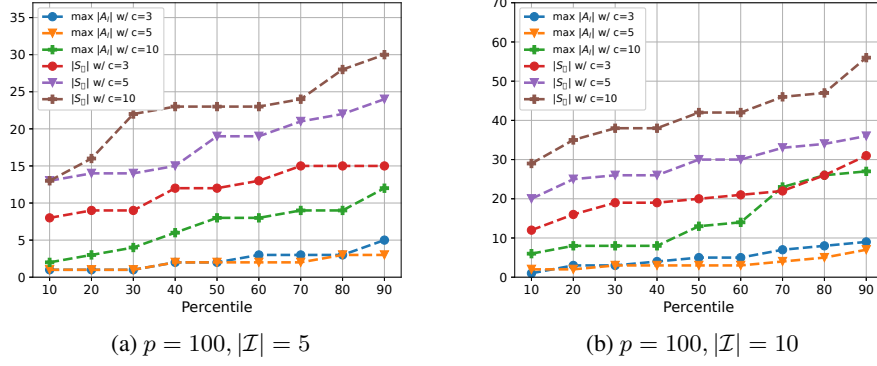 35
30
25
20
15
10
5
0
max |A_I| w/ c=3
max |A_I| w/ c=5
max |A_I| w/ c=10
|S_▯| w/ c=3
|S_▯| w/ c=5
|S_▯| w/ c=10
10 20 30 40 50 60 70 80 90
Percentile
(a) p = 100, |ℐ| = 5
70
60
50
40
30
20
10
0
max |A_I| w/ c=3
max |A_I| w/ c=5
max |A_I| w/ c=10
|S_▯| w/ c=3
|S_▯| w/ c=5
|S_▯| w/ c=10
10 20 30 40 50 60 70 80 90
Percentile
(b) p = 100, |ℐ| = 10